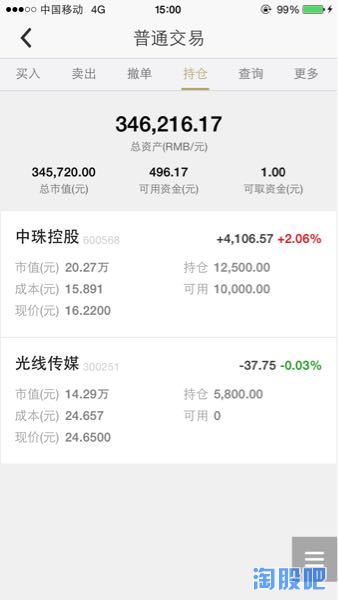 中国移动 4G 15:00 99%
普通交易
买入 卖出 撤单 持仓 查询 更多
346,216.17
总资产(RMB/元)
345,720.00 496.17 1.00
总市值(元) 可用资金(元) 可取资金(元)
中珠控股 600568 +4,106.57 +2.06%
市值(元) 20.27万 持仓 12,500.00
成本(元) 15.891 可用 10,000.00
现价(元) 16.2200
光线传媒 300251 -37.75 -0.03%
市值(元) 14.29万 持仓 5,800.00
成本(元) 24.657 可用 0
现价(元) 24.6500
淘股吧